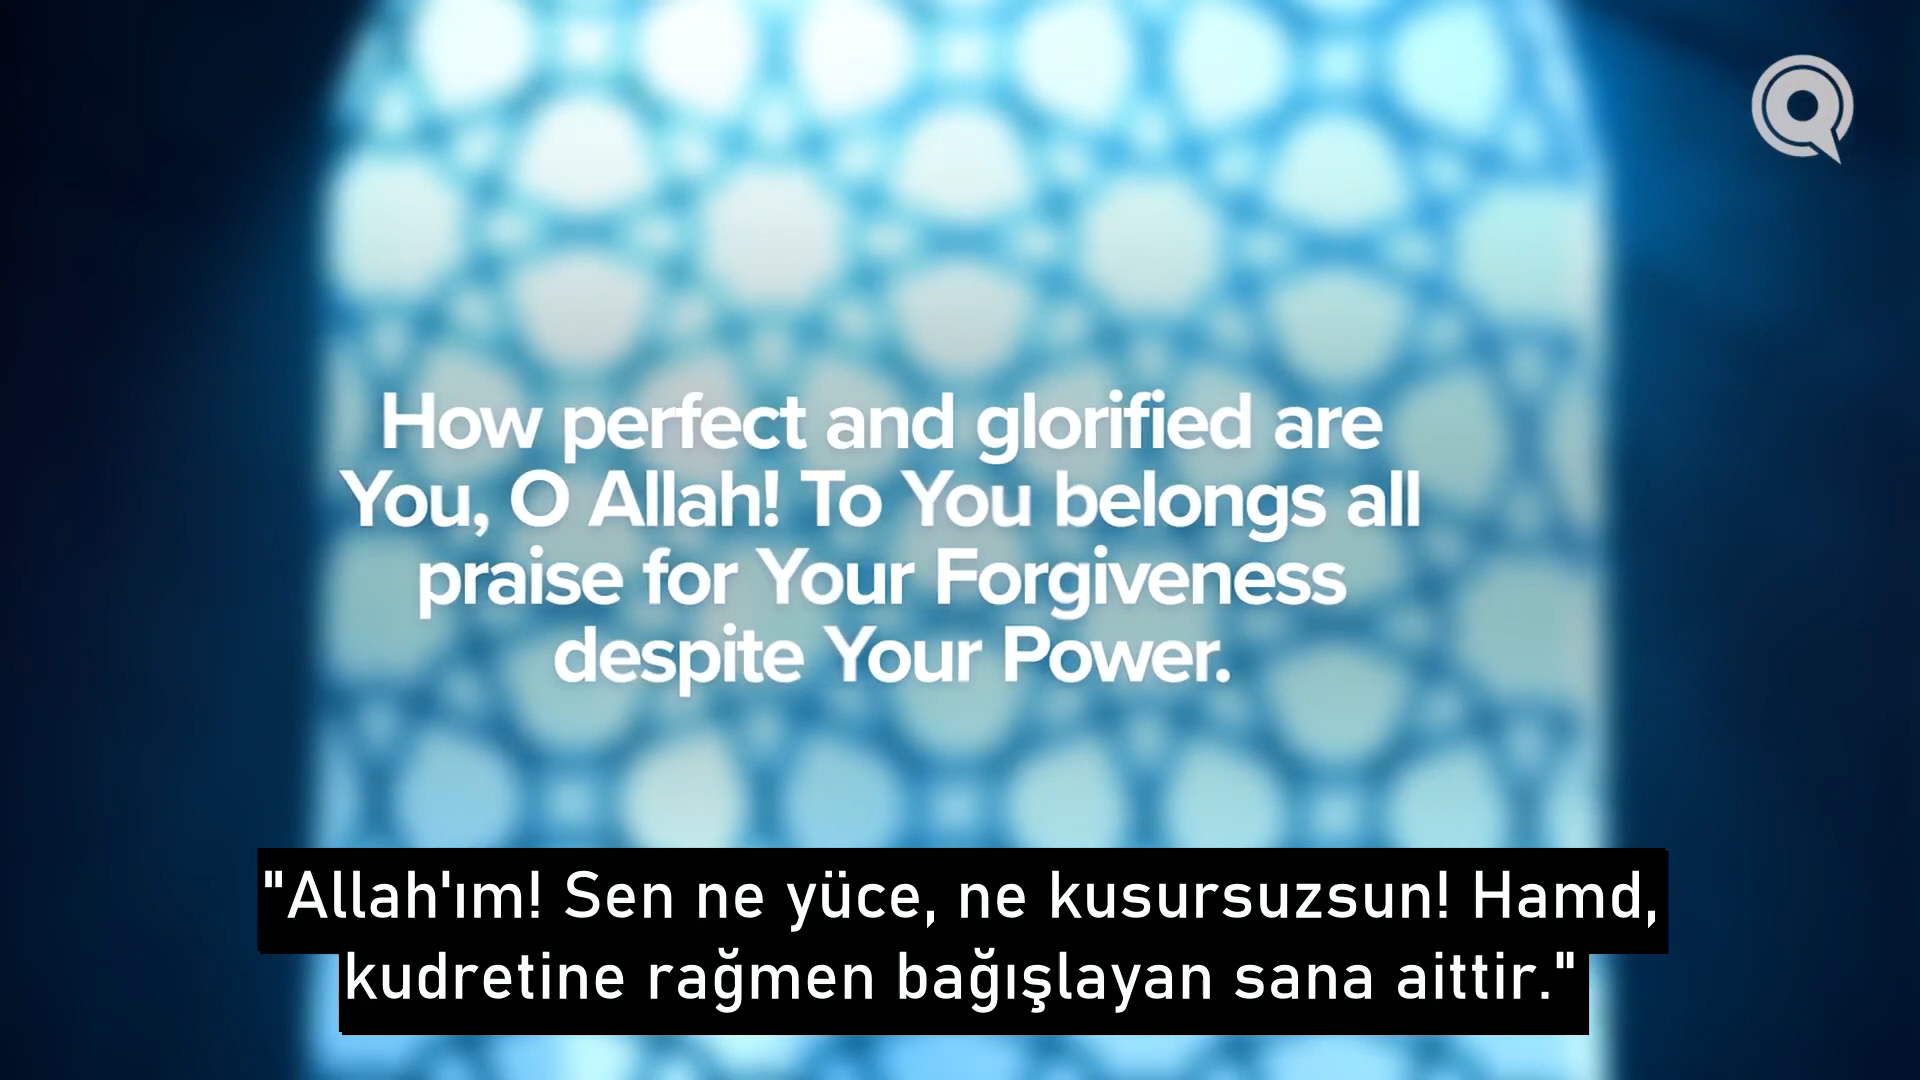 How perfect and glorified are
You, O Allah! To You belongs all
praise for Your Forgiveness
despite Your Power.
"Allah'ım! Sen ne yüce, ne kusursuzsun! Hamd,
kudretine rağmen bağışlayan sana aittir."